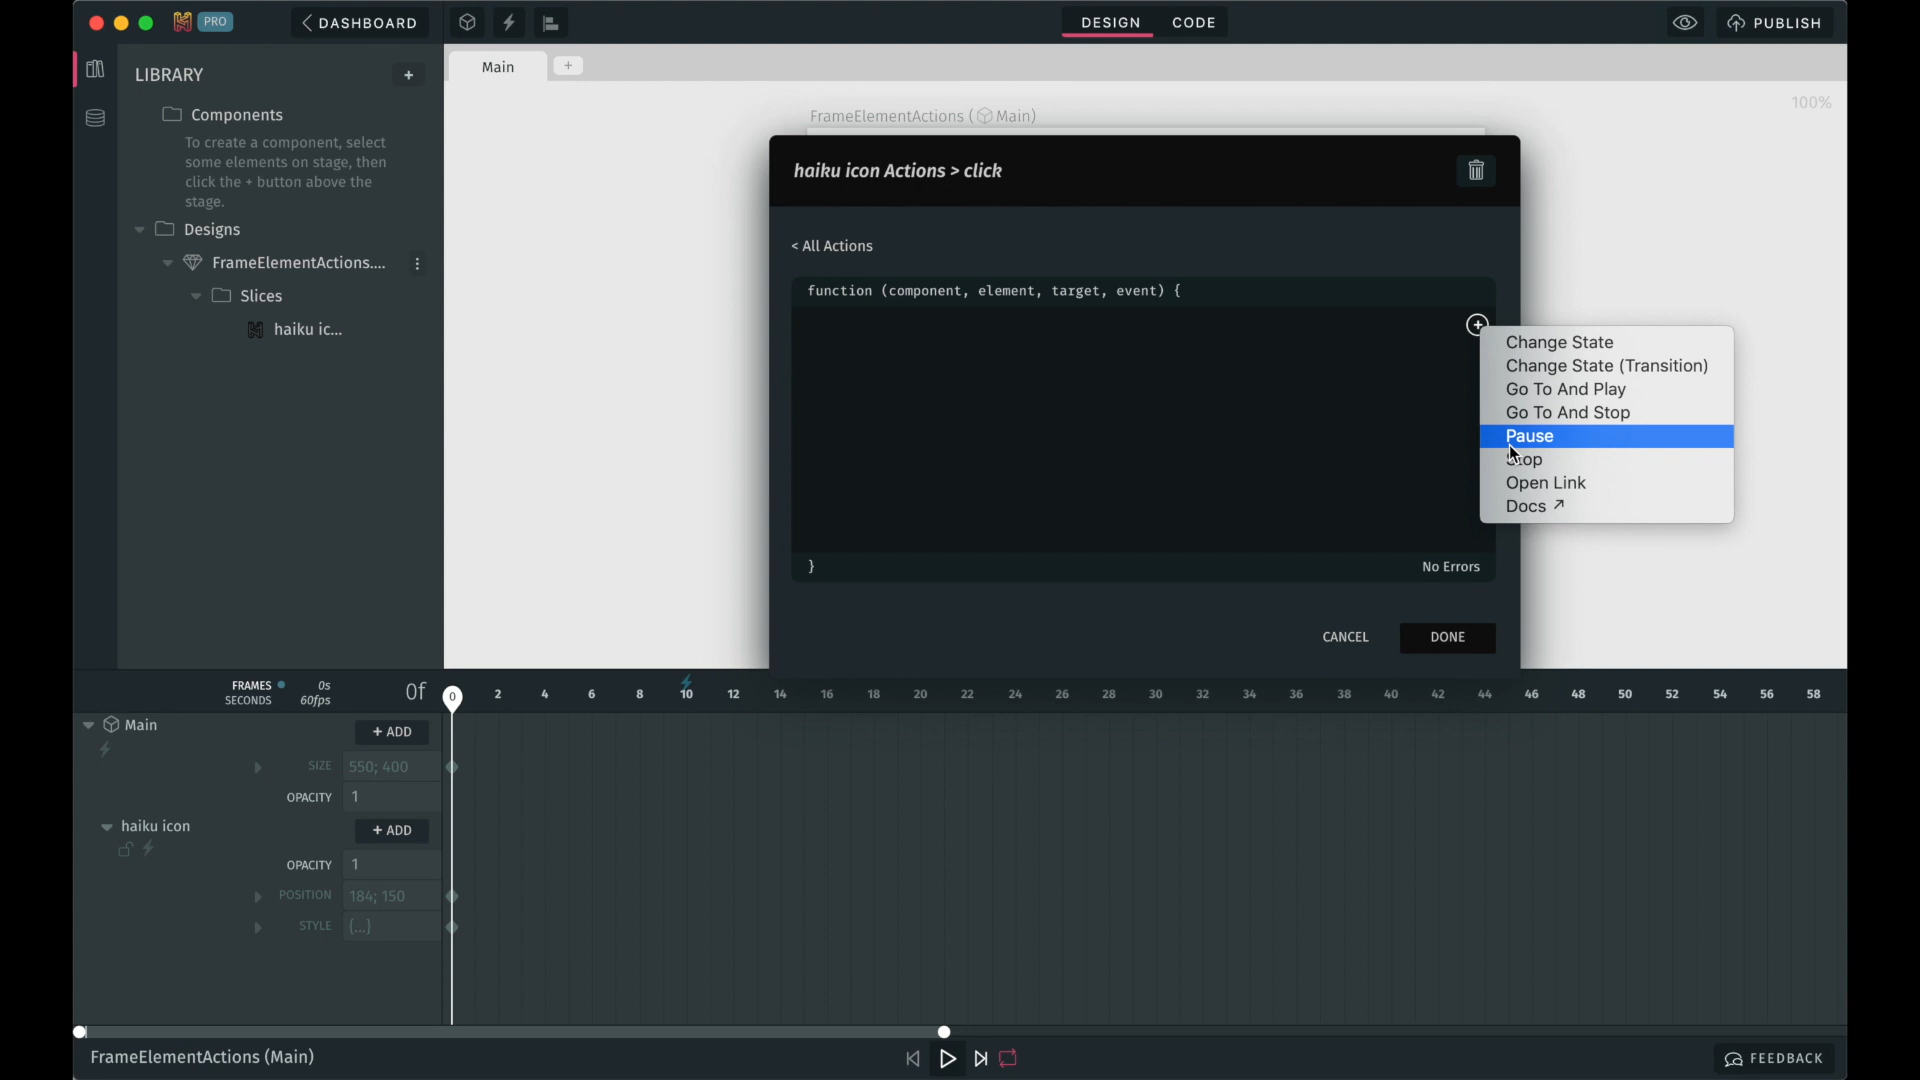 PRO
DASHBOARD
DESIGN
CODE
PUBLISH
LIBRARY
+
Main
+
Components
To create a component, select
some elements on stage, then
click the + button above the
stage.
Designs
FrameElementActions....
Slices
haiku ic...
100%
FrameElementActions ( Main)
haiku icon Actions > click
< All Actions
function (component, element, target, event) {
}
No Errors
CANCEL
DONE
Change State
Change State (Transition)
Go To And Play
Go To And Stop
Pause
Stop
Open Link
Docs ↗
FRAMES
SECONDS
0s
60fps
0f
0 2 4 6 8 10 12 14 16 18 20 22 24 26 28 30 32 34 36 38 40 42 44 46 48 50 52 54 56 58
Main
+ ADD
SIZE 550; 400
OPACITY 1
haiku icon
+ ADD
OPACITY 1
POSITION 184; 150
STYLE {...}
FrameElementActions (Main)
FEEDBACK